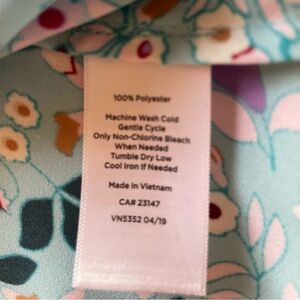 100% Polyester
Machine Wash Cold
Gentle Cycle
Only Non-Chlorine Bleach
When Needed
Tumble Dry Low
Cool Iron if Needed
Made in Vietnam
CA# 23147
VN5352 04/19